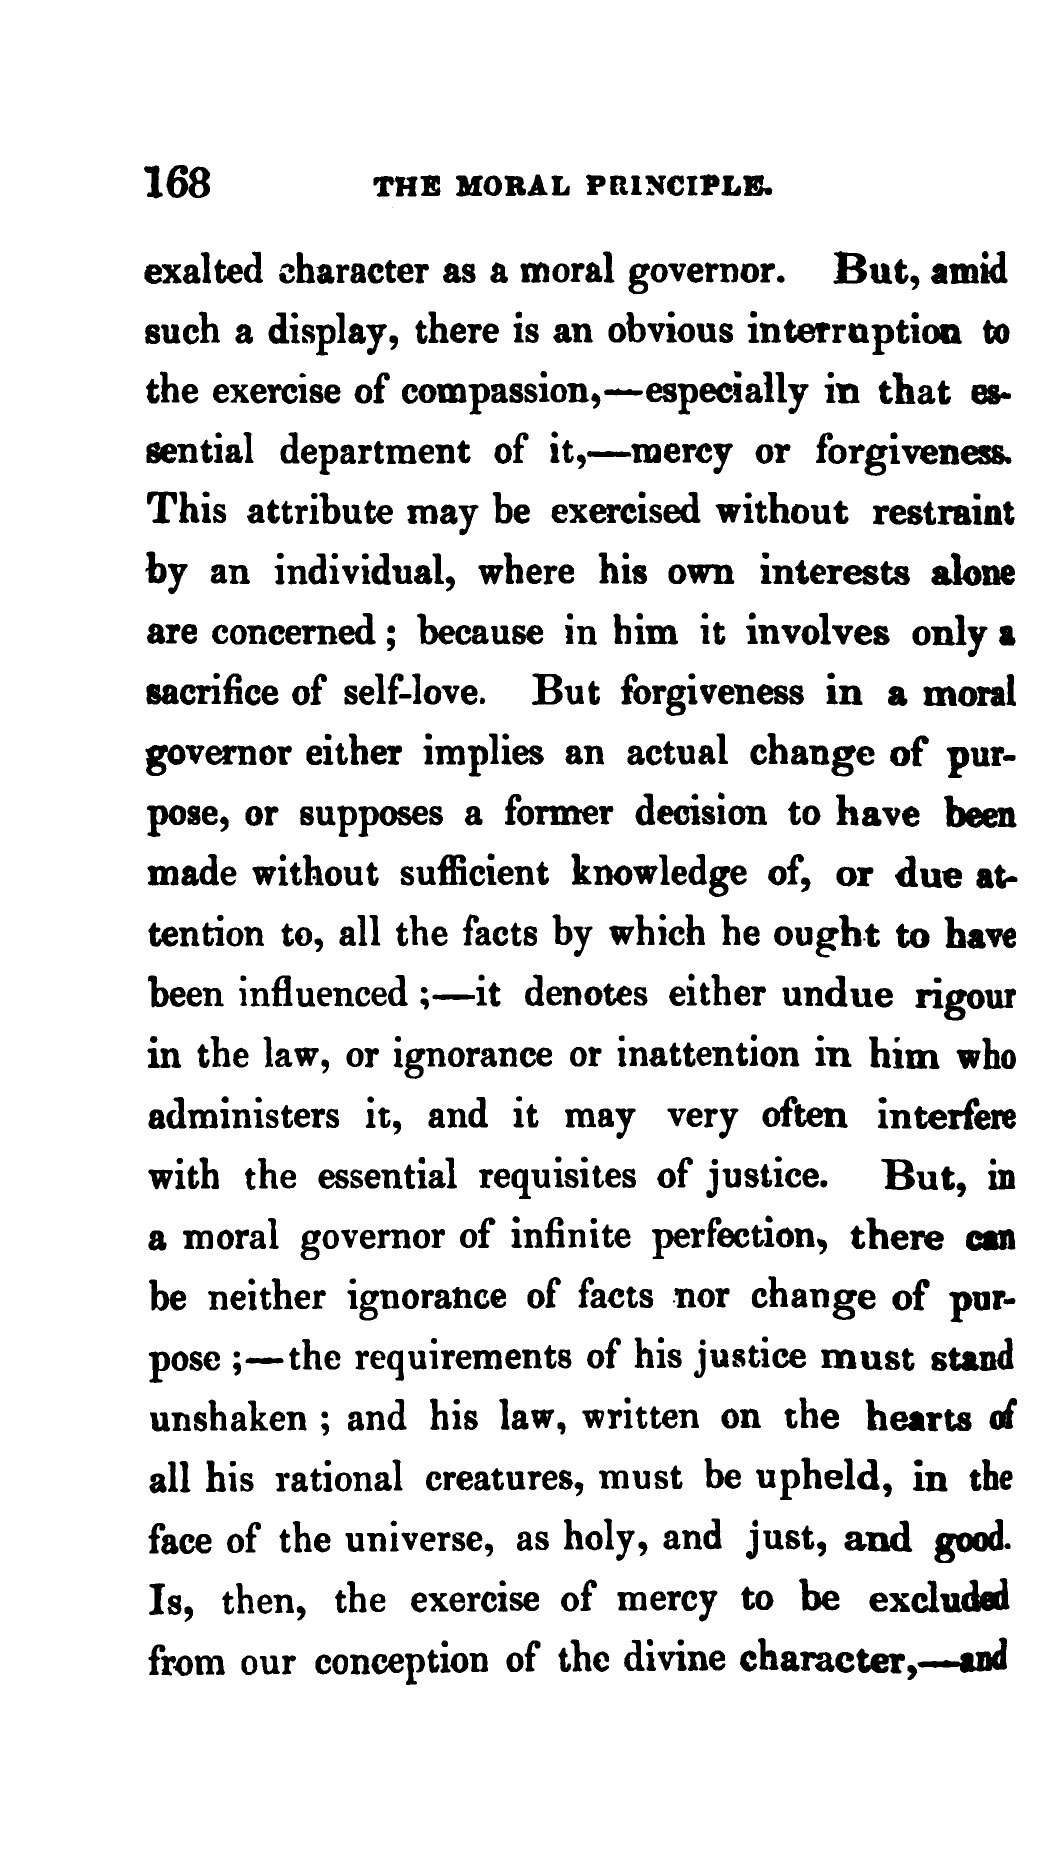 168 THE MORAL PRINCIPLE.
exalted character as a moral governor. But, amid
such a display, there is an obvious interruption to
the exercise of compassion,—especially in that es-
sential department of it,—mercy or forgiveness.
This attribute may be exercised without restraint
by an individual, where his own interests alone
are concerned ; because in him it involves only a
sacrifice of self-love. But forgiveness in a moral
governor either implies an actual change of pur-
pose, or supposes a former decision to have been
made without sufficient knowledge of, or due at-
tention to, all the facts by which he ought to have
been influenced ;—it denotes either undue rigour
in the law, or ignorance or inattention in him who
administers it, and it may very often interfere
with the essential requisites of justice. But, in
a moral governor of infinite perfection, there can
be neither ignorance of facts nor change of pur-
pose ;—the requirements of his justice must stand
unshaken ; and his law, written on the hearts of
all his rational creatures, must be upheld, in the
face of the universe, as holy, and just, and good.
Is, then, the exercise of mercy to be excluded
from our conception of the divine character,—and